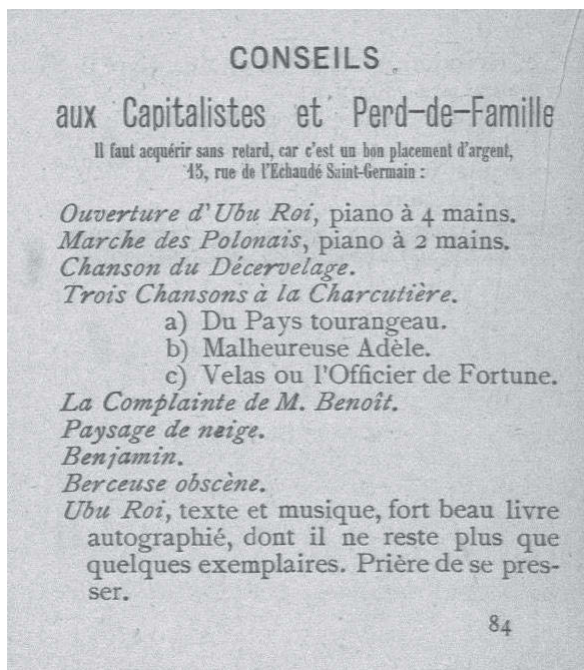 CONSEILS
aux Capitalistes et Perd-de-Famille
Il faut acquérir sans retard, car c'est un bon placement d'argent,
15, rue de l'Echaudé Saint-Germain :
Ouverture d'Ubu Roi, piano à 4 mains.
Marche des Polonais, piano à 2 mains.
Chanson du Décervelage.
Trois Chansons à la Charcutière.
a) Du Pays tourangeau.
b) Malheureuse Adèle.
c) Velas ou l'Officier de Fortune.
La Complainte de M. Benoît.
Paysage de neige.
Benjamin.
Berceuse obscène.
Ubu Roi, texte et musique, fort beau livre
autographié, dont il ne reste plus que
quelques exemplaires. Prière de se pres-
ser.
84